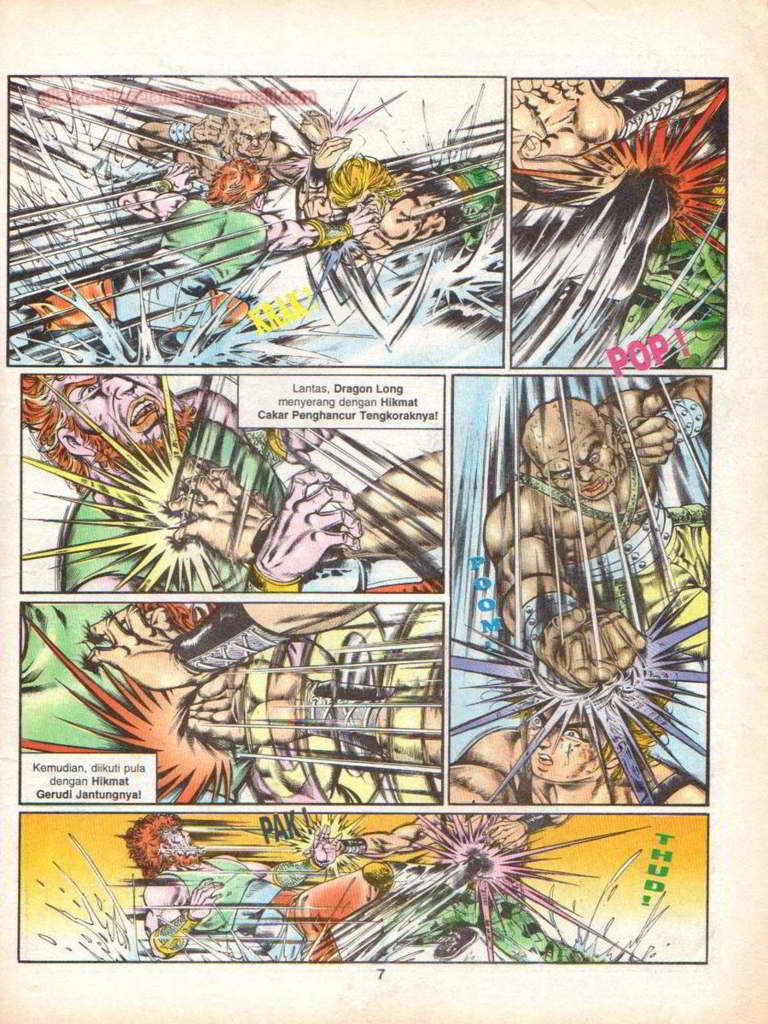 KRAK!
POP!
Lantas, Dragon Long
menyerang dengan Hikmat
Cakar Penghancur Tengkoraknya!
POOM!
Kemudian, diikuti pula
dengan Hikmat
Gerudi Jantungnya!
PAK!
THUD!
7